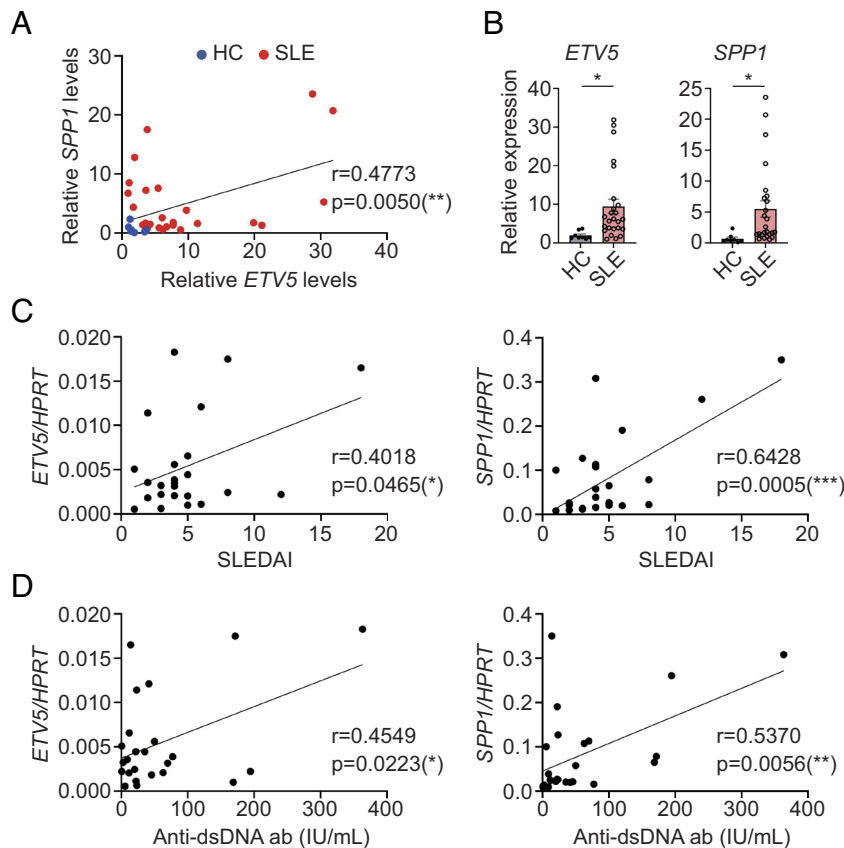 A
HC SLE
30
20
10
0
Relative SPP1 levels
r=0.4773
p=0.0050(**)
0 10 20 30 40
Relative ETV5 levels
B
ETV5
*
40
30
20
10
0
Relative expression
HC SLE
SPP1
*
25
20
15
10
5
0
HC SLE
C
0.020
0.015
0.010
0.005
0.000
ETV5/HPRT
r=0.4018
p=0.0465(*)
0 5 10 15 20
SLEDAI
0.4
0.3
0.2
0.1
0.0
SPP1/HPRT
r=0.6428
p=0.0005(***)
0 5 10 15 20
SLEDAI
D
0.020
0.015
0.010
0.005
0.000
ETV5/HPRT
r=0.4549
p=0.0223(*)
0 100 200 300 400
Anti-dsDNA ab (IU/mL)
0.4
0.3
0.2
0.1
0.0
SPP1/HPRT
r=0.5370
p=0.0056(**)
0 100 200 300 400
Anti-dsDNA ab (IU/mL)